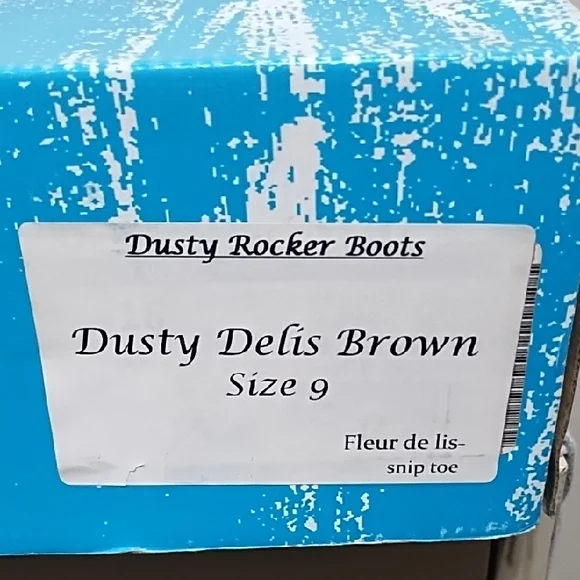 Dusty Rocker Boots
Dusty Delis Brown
Size 9
Fleur de lis-
snip toe